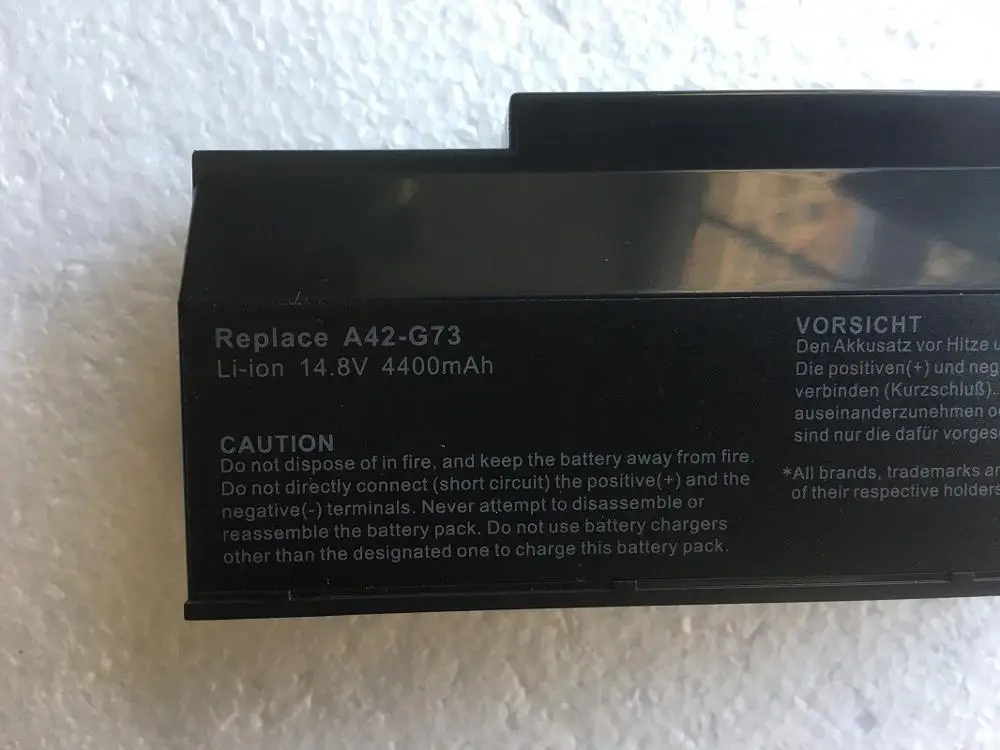 Replace A42-G73
Li-ion 14.8V 4400mAh
CAUTION
Do not dispose of in fire, and keep the battery away from fire.
Do not directly connect (short circuit) the positive(+) and the
negative(-) terminals. Never attempt to disassemble or
reassemble the battery pack. Do not use battery chargers
other than the designated one to charge this battery pack.
VORSICHT
Den Akkusatz vor Hitze
Die positiven(+) und
verbinden (Kurzschluß).
auseinanderzunehmen
sind nur die dafür
*All brands, trademarks
of their respective holders